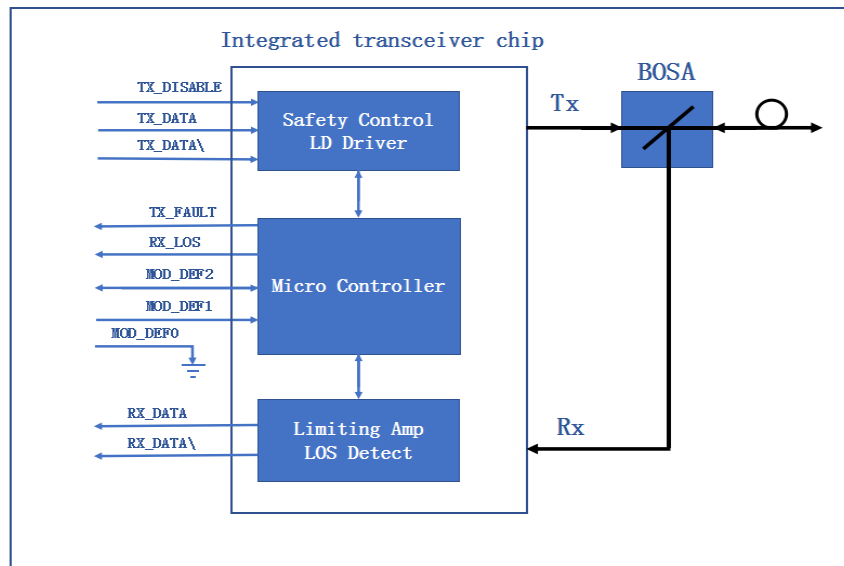 Integrated transceiver chip
BOSA
TX_DISABLE
TX_DATA
TX_DATA\
Safety Control
LD Driver
Tx
TX_FAULT
RX_LOS
MOD_DEF2
MOD_DEF1
MOD_DEF0
Micro Controller
RX_DATA
RX_DATA\
Limiting Amp
LOS Detect
Rx